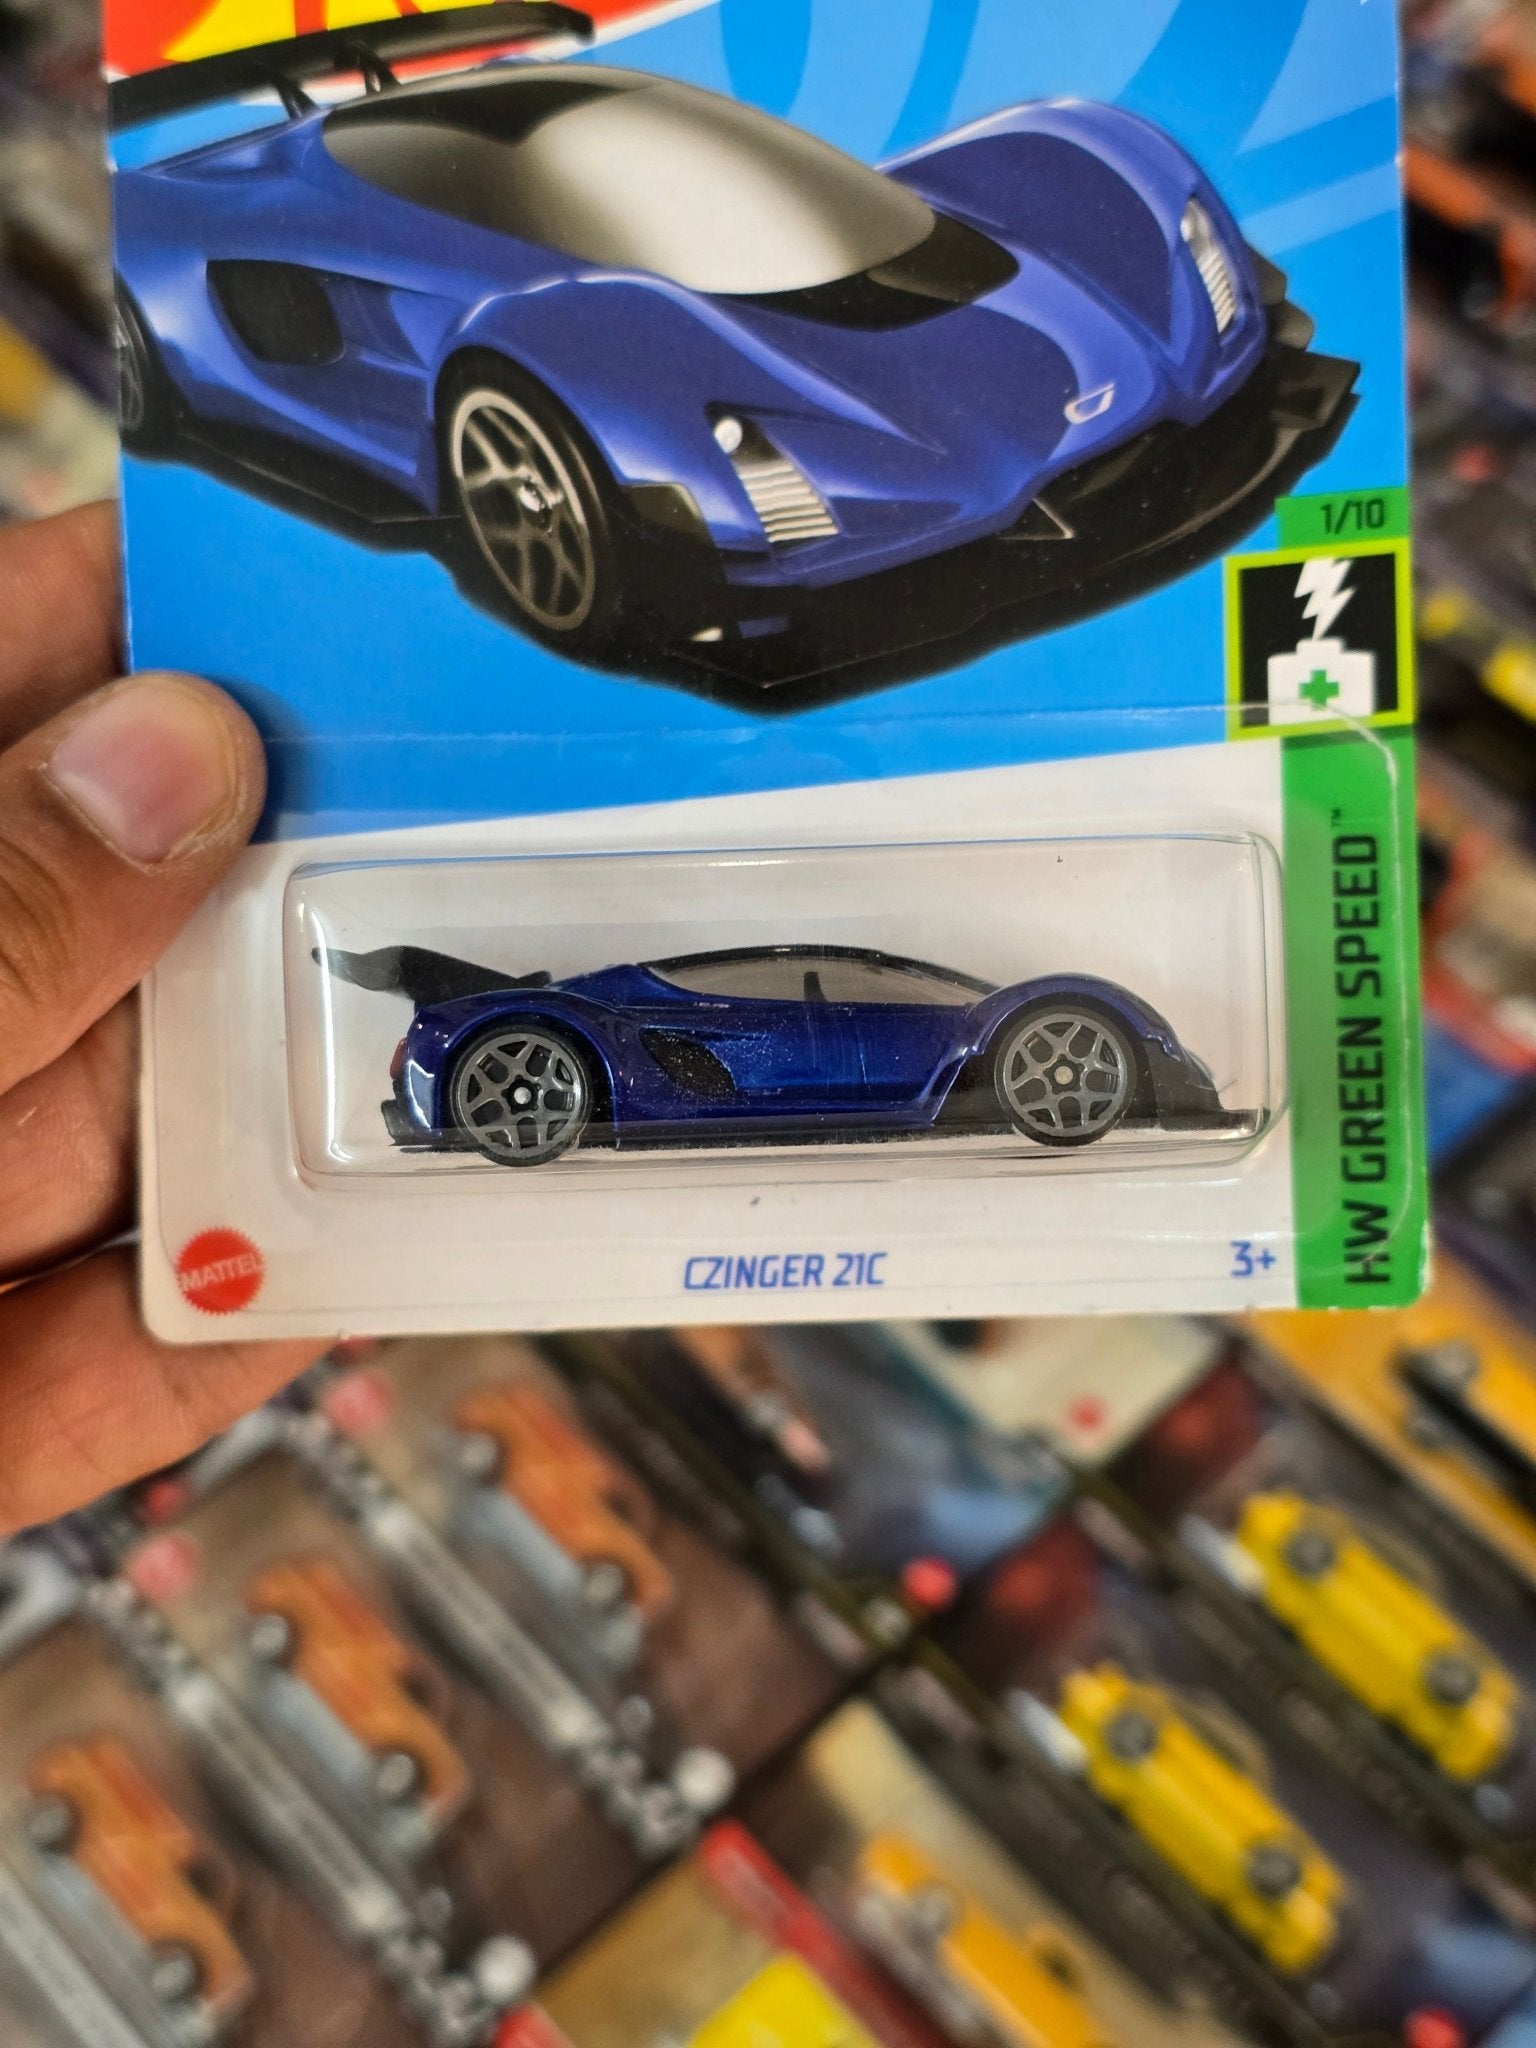 1/10
HW GREEN SPEED™
MATTEL
CZINGER 21C
3+